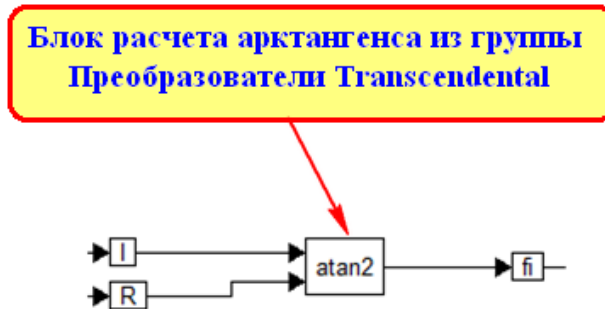 Блок расчета арктангенса из группы
Преобразователи Transcendental
I
atan2
fi
R